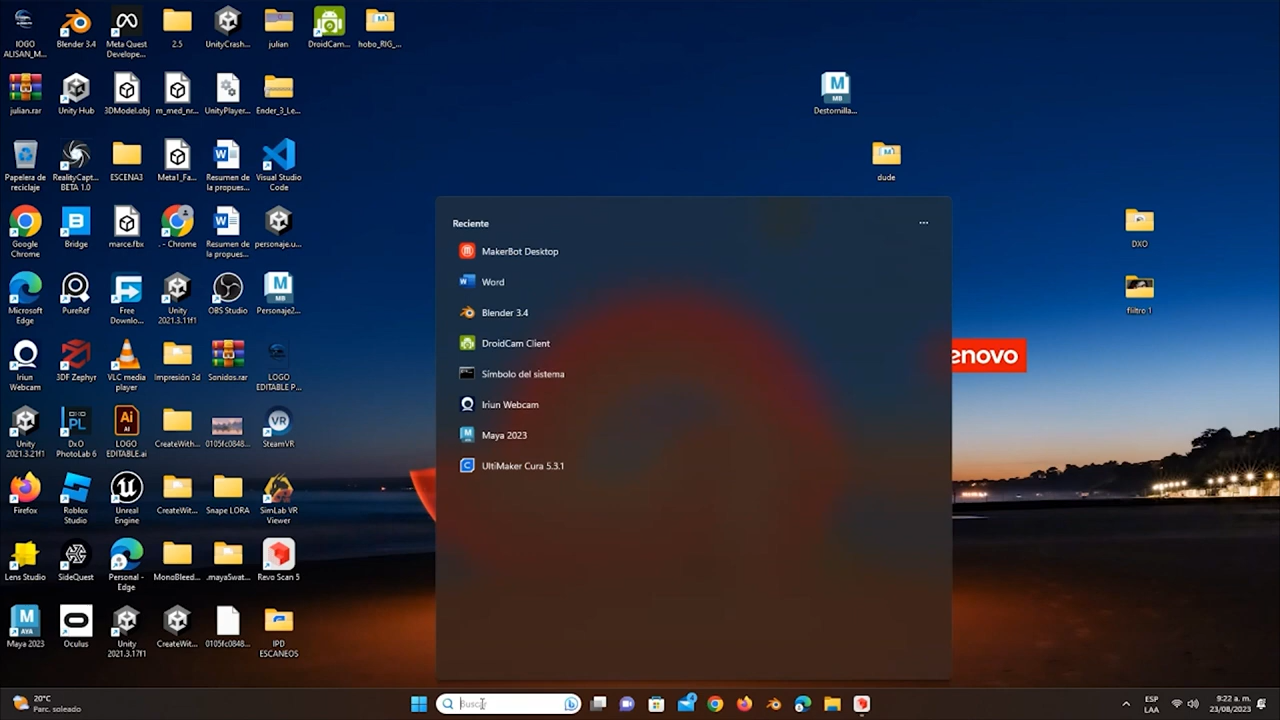 lOGO
ALISAN_M...
Blender 3.4
Meta Quest
Develope...
2.5
UnityCrash...
julian
DroidCam...
hobo_RIG_...
julian.rar
Unity Hub
3DModel.obj
m_med_nr...
UnityPlayer...
Ender_3_Le...
Papelera de
reciclaje
RealityCapt...
BETA 1.0
ESCENA3
Meta1_Fa...
Resumen de
la propues...
Visual Studio
Code
Google
Chrome
Bridge
marce.fbx
. - Chrome
Resumen de
la propues...
personaje.u...
Microsoft
Edge
PureRef
Free
Downlo...
Unity
2021.3.11f1
OBS Studio
Personaje2...
Iriun
Webcam
3DF Zephyr
VLC media
player
Impresión 3d
Sonidos.rar
LOGO
EDITABLE P...
Unity
2021.3.21f1
DxO
PhotoLab 6
LOGO
EDITABLE.ai
CreateWith...
0105fc0848...
SteamVR
Firefox
Roblox
Studio
Unreal
Engine
CreateWit...
Snape LORA
SimLab VR
Viewer
Lens Studio
SideQuest
Personal -
Edge
MonoBleed...
.mayaSwat...
Revo Scan 5
Maya 2023
Oculus
Unity
2021.3.17f1
CreateWit...
0105fc0848...
IPD
ESCANEOS
Destornilla...
dude
DXO
filtro 1
enovo
Reciente
...
MakerBot Desktop
Word
Blender 3.4
DroidCam Client
Símbolo del sistema
Iriun Webcam
Maya 2023
UltiMaker Cura 5.3.1
20°C
Parc. soleado
Buscar
ESP
LAA
9:22 a. m.
23/08/2023